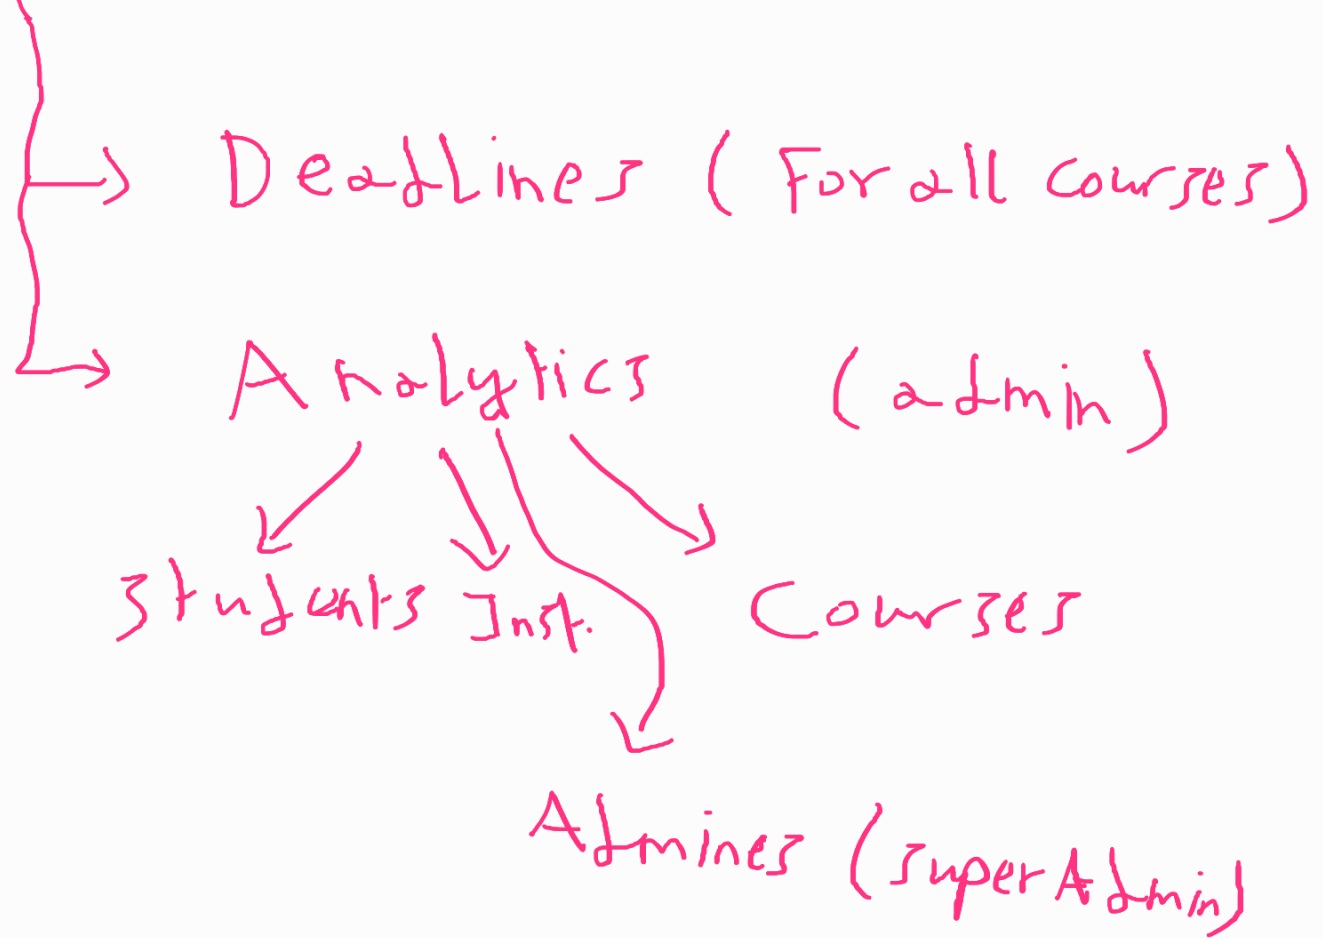 Deadlines (For all courses)
Analytics (admin)
students Inst. Courses
Admines (superAdmin)